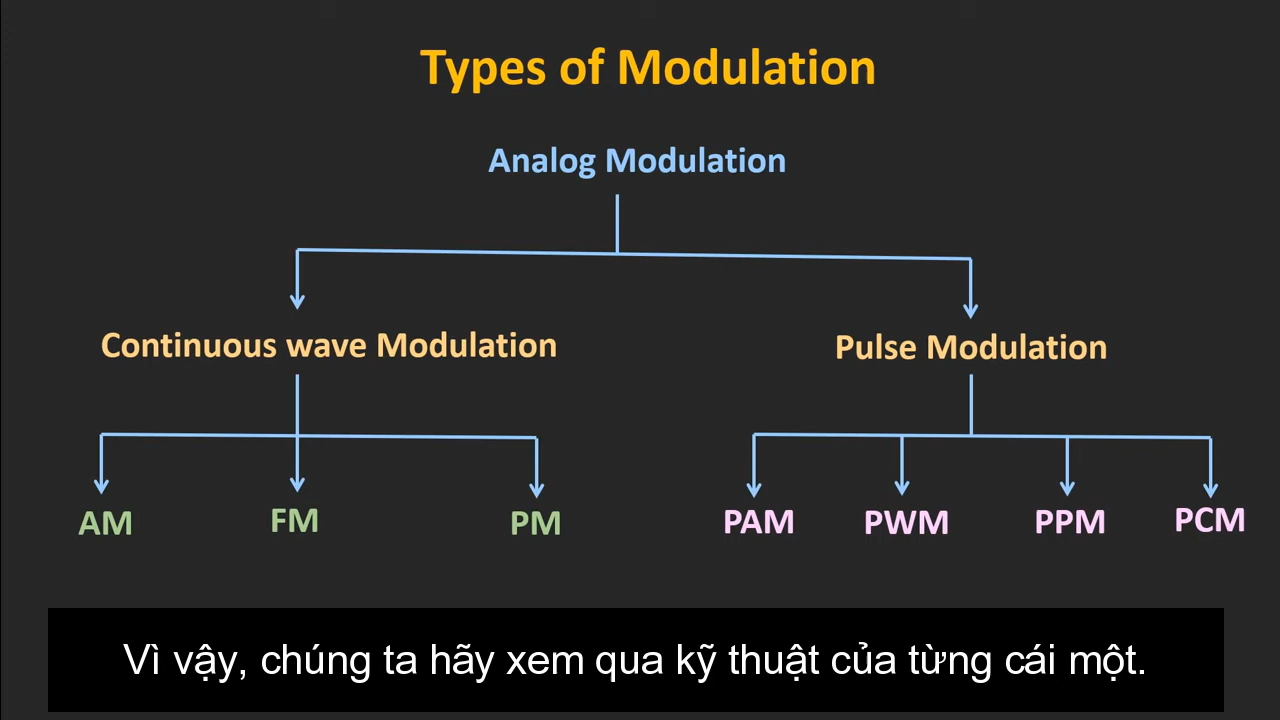 Types of Modulation
Analog Modulation
Continuous wave Modulation
Pulse Modulation
AM
FM
PM
PAM
PWM
PPM
PCM
Vì vậy, chúng ta hãy xem qua kỹ thuật của từng cái một.